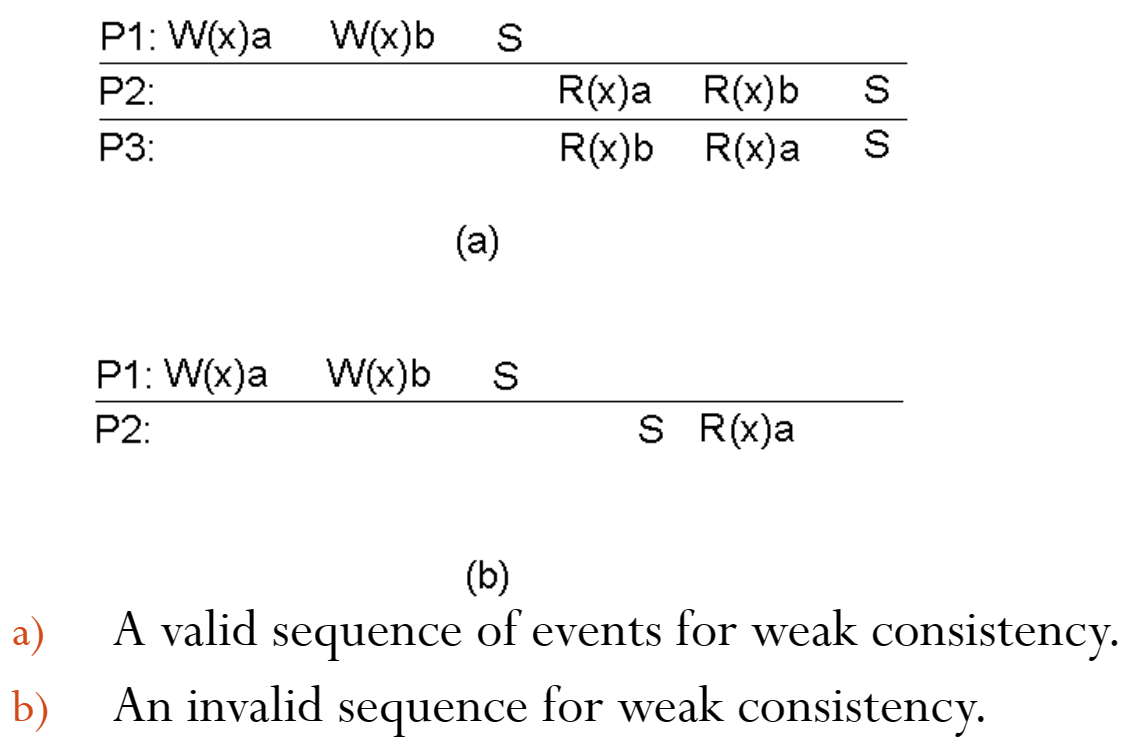 P1: W(x)a W(x)b S
P2: R(x)a R(x)b S
P3: R(x)b R(x)a S
(a)
P1: W(x)a W(x)b S
P2: S R(x)a
(b)
a) A valid sequence of events for weak consistency.
b) An invalid sequence for weak consistency.